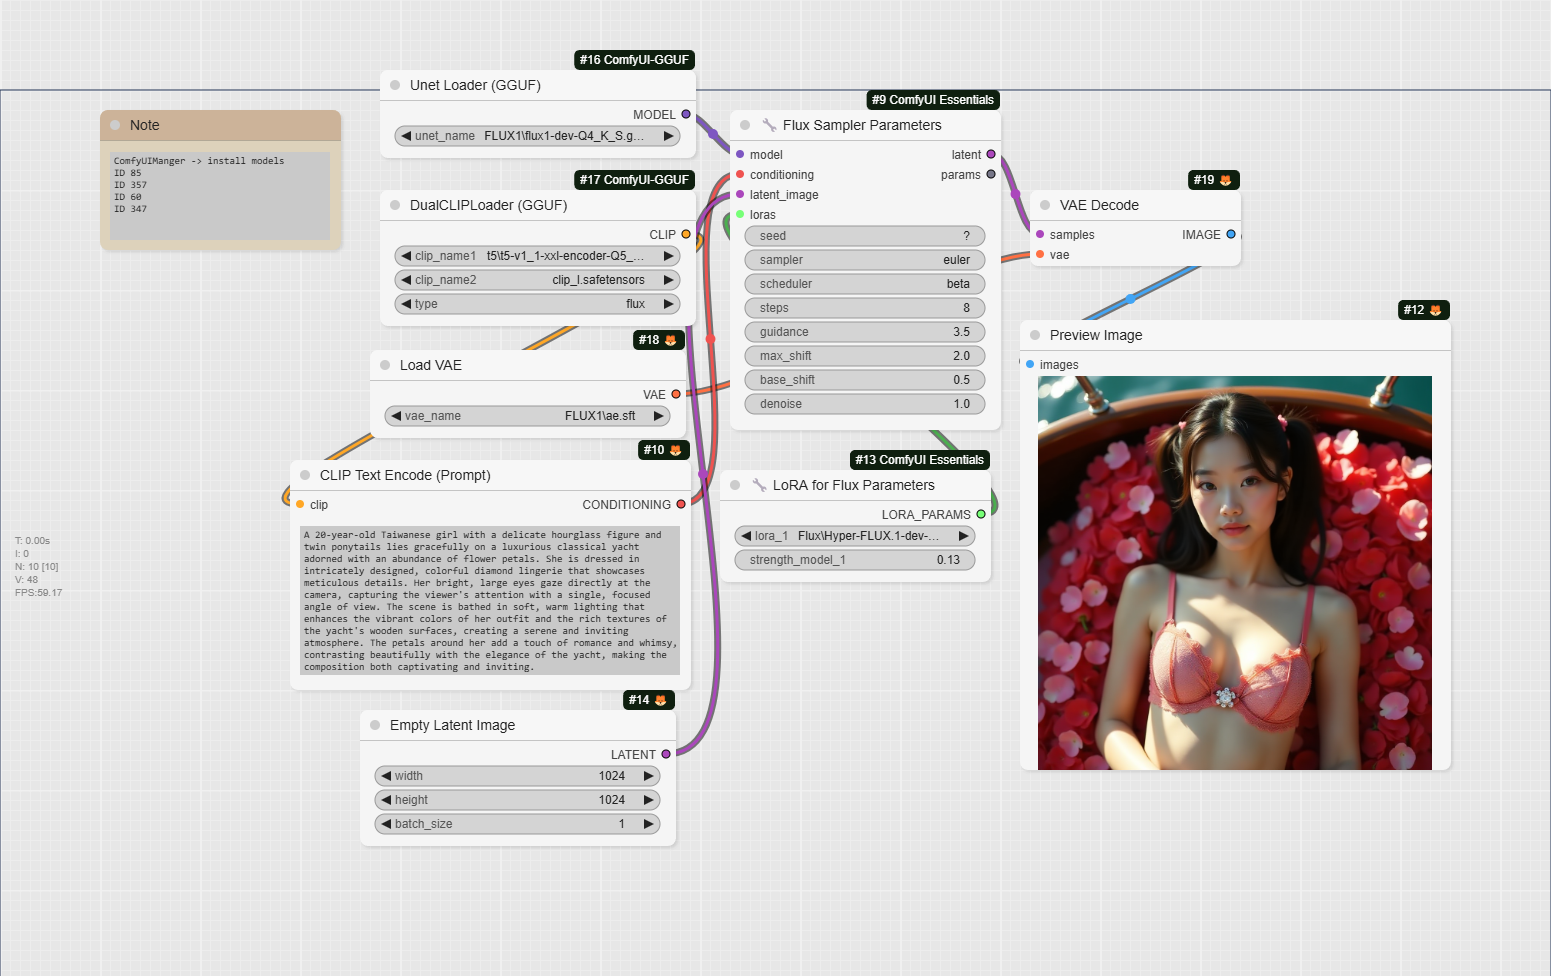 #16 ComfyUI-GGUF
Unet Loader (GGUF)
MODEL
unet_name FLUX1\flux1-dev-Q4_K_S.g...
Note
ComfyUIManger -> install models
ID 85
ID 357
ID 60
ID 347
#17 ComfyUI-GGUF
DualCLIPLoader (GGUF)
CLIP
clip_name1 t5\t5-v1_1-xxl-encoder-Q5_...
clip_name2 clip_l.safetensors
type flux
#18
Load VAE
VAE
vae_name FLUX1\ae.sft
#10
CLIP Text Encode (Prompt)
clip CONDITIONING
A 20-year-old Taiwanese girl with a delicate hourglass figure and
twin ponytails lies gracefully on a luxurious classical yacht
adorned with an abundance of flower petals. She is dressed in
intricately designed, colorful diamond lingerie that showcases
meticulous details. Her bright, large eyes gaze directly at the
camera, capturing the viewer's attention with a single, focused
angle of view. The scene is bathed in soft, warm lighting that
enhances the vibrant colors of her outfit and the rich textures of
the yacht's wooden surfaces, creating a serene and inviting
atmosphere. The petals around her add a touch of romance and whimsy,
contrasting beautifully with the elegance of the yacht, making the
composition both captivating and inviting.
#14
Empty Latent Image
LATENT
width 1024
height 1024
batch_size 1
#9 ComfyUI Essentials
Flux Sampler Parameters
model latent
conditioning params
latent_image
loras
seed ?
sampler euler
scheduler beta
steps 8
guidance 3.5
max_shift 2.0
base_shift 0.5
denoise 1.0
#13 ComfyUI Essentials
LoRA for Flux Parameters
LORA_PARAMS
lora_1 Flux\Hyper-FLUX.1-dev-...
strength_model_1 0.13
#19
VAE Decode
samples IMAGE
vae
#12
Preview Image
images
T: 0.00s
I: 0
N: 10 [10]
V: 48
FPS:59.17